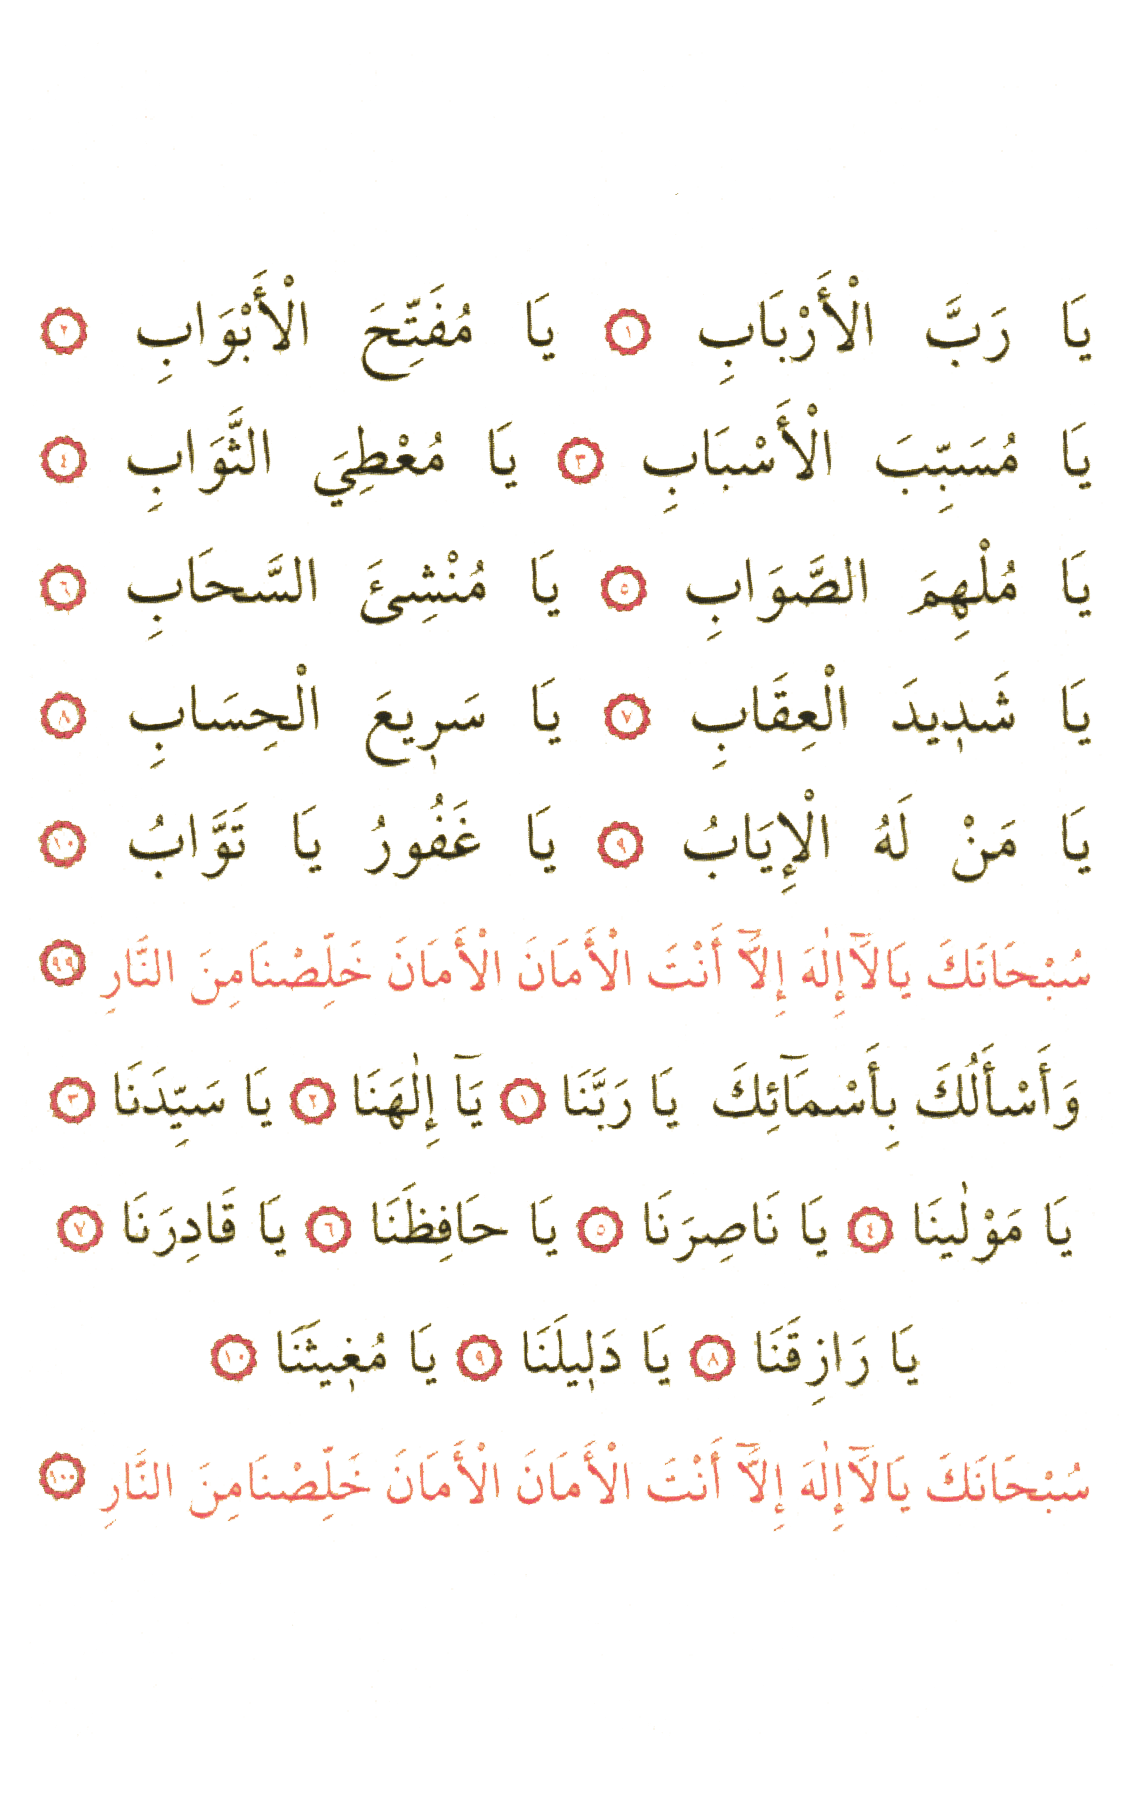 يَا رَبَّ الْأَرْبَابِ ١ يَا مُفَتِّحَ الْأَبْوَابِ ٢
يَا مُسَبِّبَ الْأَسْبَابِ ٣ يَا مُعْطِيَ الثَّوَابِ ٤
يَا مُلْهِمَ الصَّوَابِ ٥ يَا مُنْشِئَ السَّحَابِ ٦
يَا شَدٖيدَ الْعِقَابِ ٧ يَا سَرٖيعَ الْحِسَابِ ٨
يَا مَنْ لَهُ الْإِيَابُ ٩ يَا غَفُورُ يَا تَوَّابُ ١٠
سُبْحَانَكَ يَالَآإِلٰهَ إِلَّآ أَنْتَ الْأَمَانَ الْأَمَانَ خَلِّصْنَامِنَ النَّارِ ٩٩
وَأَسْأَلُكَ بِأَسْمَآئِكَ يَا رَبَّنَا ١ يَآ إِلٰهَنَا ٢ يَا سَيِّدَنَا ٣
يَا مَوْلٰينَا ٤ يَا نَاصِرَنَا ٥ يَا حَافِظَنَا ٦ يَا قَادِرَنَا ٧
يَا رَازِقَنَا ٨ يَا دَلٖيلَنَا ٩ يَا مُغٖيثَنَا ١٠
سُبْحَانَكَ يَالَآإِلٰهَ إِلَّآ أَنْتَ الْأَمَانَ الْأَمَانَ خَلِّصْنَامِنَ النَّارِ ١٠٠